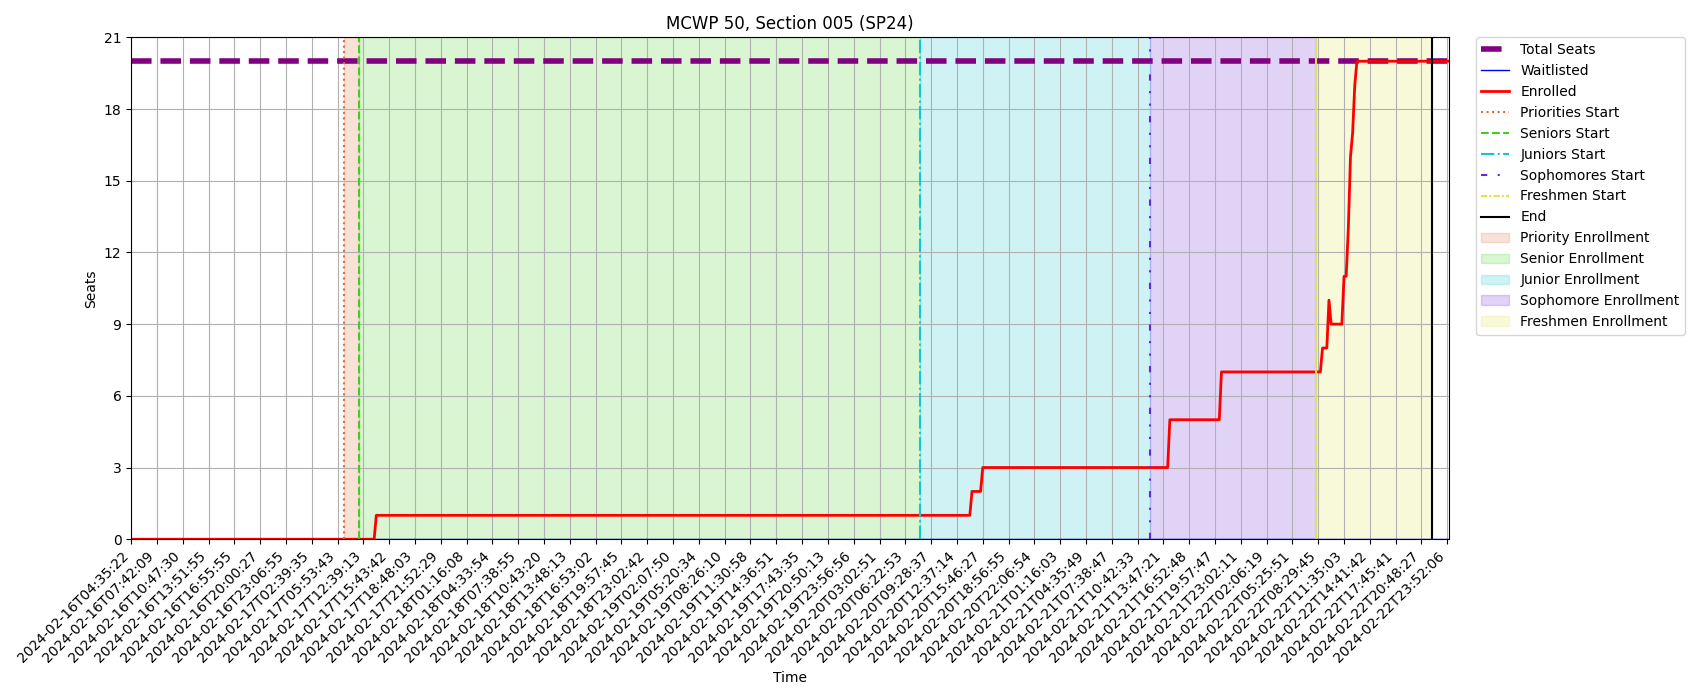 MCWP 50, Section 005 (SP24)
21
18
15
12
9
6
3
0
Seats
2024-02-16T04:35:22
2024-02-16T07:42:09
2024-02-16T10:47:30
2024-02-16T13:51:55
2024-02-16T16:55:55
2024-02-16T20:00:27
2024-02-16T23:06:55
2024-02-17T02:39:35
2024-02-17T05:53:43
2024-02-17T12:39:13
2024-02-17T15:43:42
2024-02-17T18:48:03
2024-02-17T21:52:29
2024-02-18T01:16:08
2024-02-18T04:33:54
2024-02-18T07:38:55
2024-02-18T10:43:20
2024-02-18T13:48:13
2024-02-18T16:53:02
2024-02-18T19:57:45
2024-02-18T23:02:42
2024-02-19T02:07:50
2024-02-19T05:20:34
2024-02-19T08:26:10
2024-02-19T11:30:58
2024-02-19T14:36:51
2024-02-19T17:43:35
2024-02-19T20:50:13
2024-02-19T23:56:56
2024-02-20T03:02:51
2024-02-20T06:22:53
2024-02-20T09:28:37
2024-02-20T12:37:14
2024-02-20T15:46:27
2024-02-20T18:56:55
2024-02-20T22:06:54
2024-02-21T01:16:03
2024-02-21T04:35:49
2024-02-21T07:38:47
2024-02-21T10:42:33
2024-02-21T13:47:21
2024-02-21T16:52:48
2024-02-21T19:57:47
2024-02-21T23:02:11
2024-02-22T02:06:19
2024-02-22T05:25:51
2024-02-22T08:29:45
2024-02-22T11:35:03
2024-02-22T14:41:42
2024-02-22T17:45:41
2024-02-22T20:48:27
2024-02-22T23:52:06
Time
Total Seats
Waitlisted
Enrolled
Priorities Start
Seniors Start
Juniors Start
Sophomores Start
Freshmen Start
End
Priority Enrollment
Senior Enrollment
Junior Enrollment
Sophomore Enrollment
Freshmen Enrollment